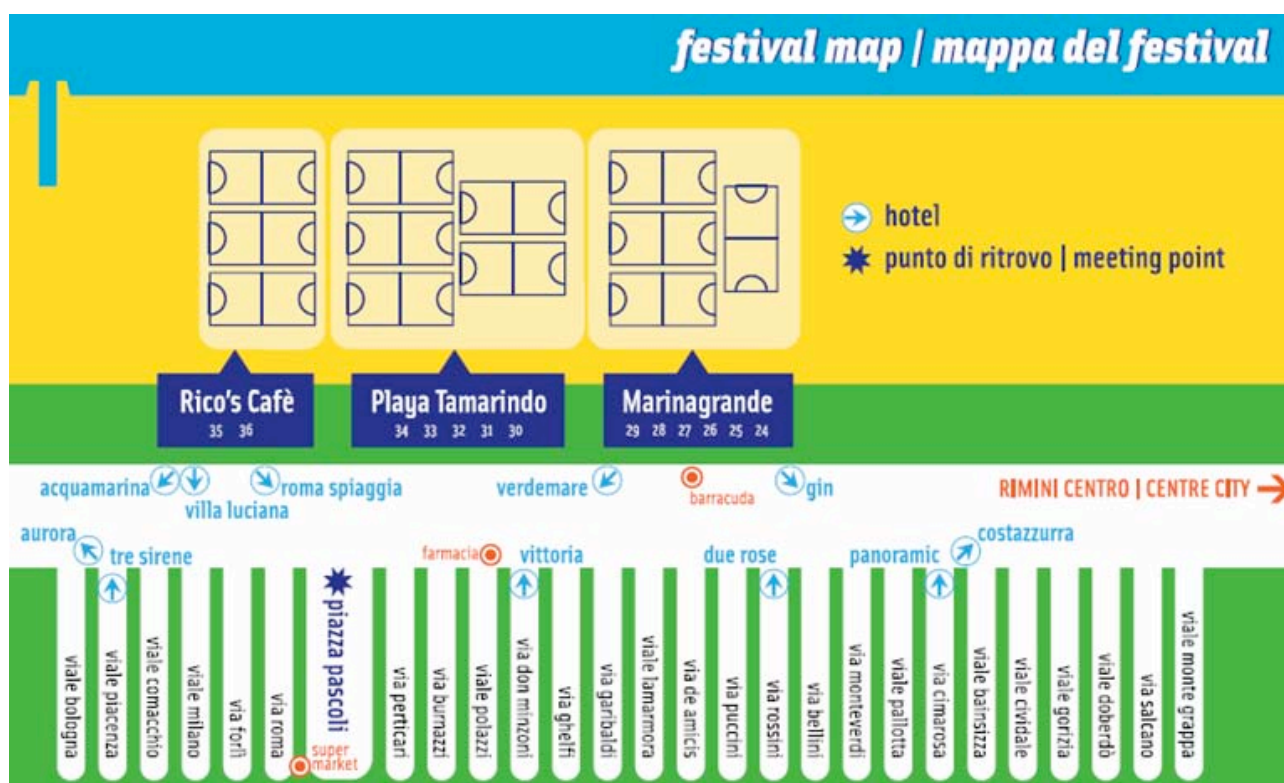 festival map / mappa del festival
hotel
punto di ritrovo | meeting point
Rico's Cafè
35 36
Playa Tamarindo
34 33 32 31 30
Marinagrande
29 28 27 26 25 24
acquamarina
villa luciana
roma spiaggia
verdemare
barracuda
gin
RIMINI CENTRO | CENTRE CITY
aurora
tre sirene
farmacia
vittoria
due rose
panoramic
costazzurra
viale bologna
viale piacenza
viale comacchio
viale milano
via forlì
via roma
super
market
piazza pascoli
via perticari
via burnazzi
viale polazzi
via don minzoni
via ghelfi
via garibaldi
viale lamarmora
via de amicis
via puccini
via rossini
via bellini
via monteverdi
viale pallotta
via cimarosa
viale bainsizza
viale cividale
viale gorizia
viale doberdò
via salcano
viale monte grappa